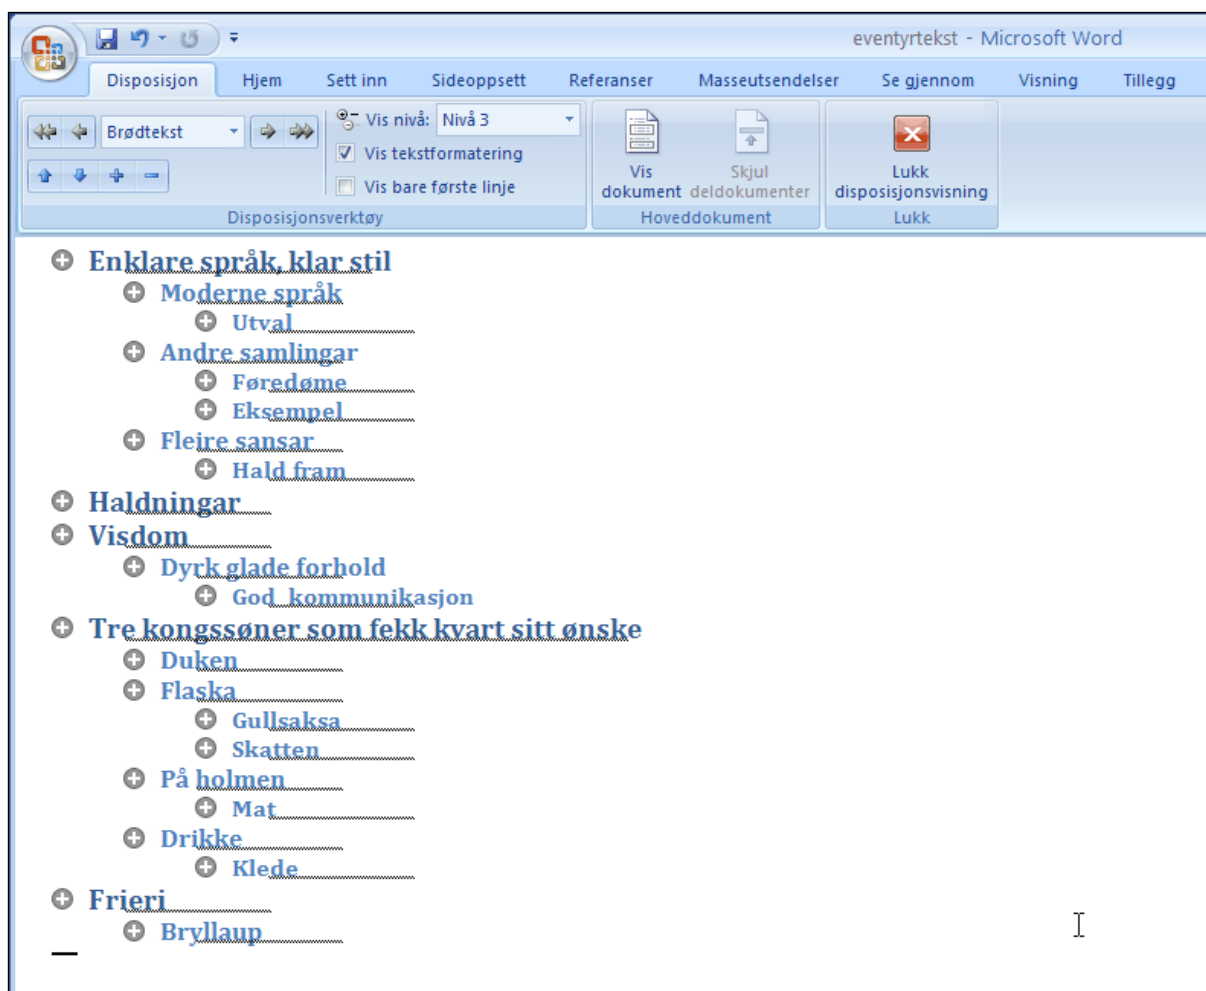 eventyrtekst - Microsoft Word
Disposisjon Hjem Sett inn Sideoppsett Referanser Masseutsendelser Se gjennom Visning Tillegg
Brødtekst Vis nivå: Nivå 3
Vis tekstformatering
Vis bare første linje
Disposisjonsverktøy
Vis dokument
Skjul deldokumenter
Hoveddokument
Lukk disposisjonsvisning
Lukk
Enklare språk, klar stil
Moderne språk
Utval
Andre samlingar
Føredøme
Eksempel
Fleire sansar
Hald fram
Haldningar
Visdom
Dyrk glade forhold
God kommunikasjon
Tre kongssøner som fekk kvart sitt ønske
Duken
Flaska
Gullsaksa
Skatten
På holmen
Mat
Drikke
Klede
Frieri
Bryllaup